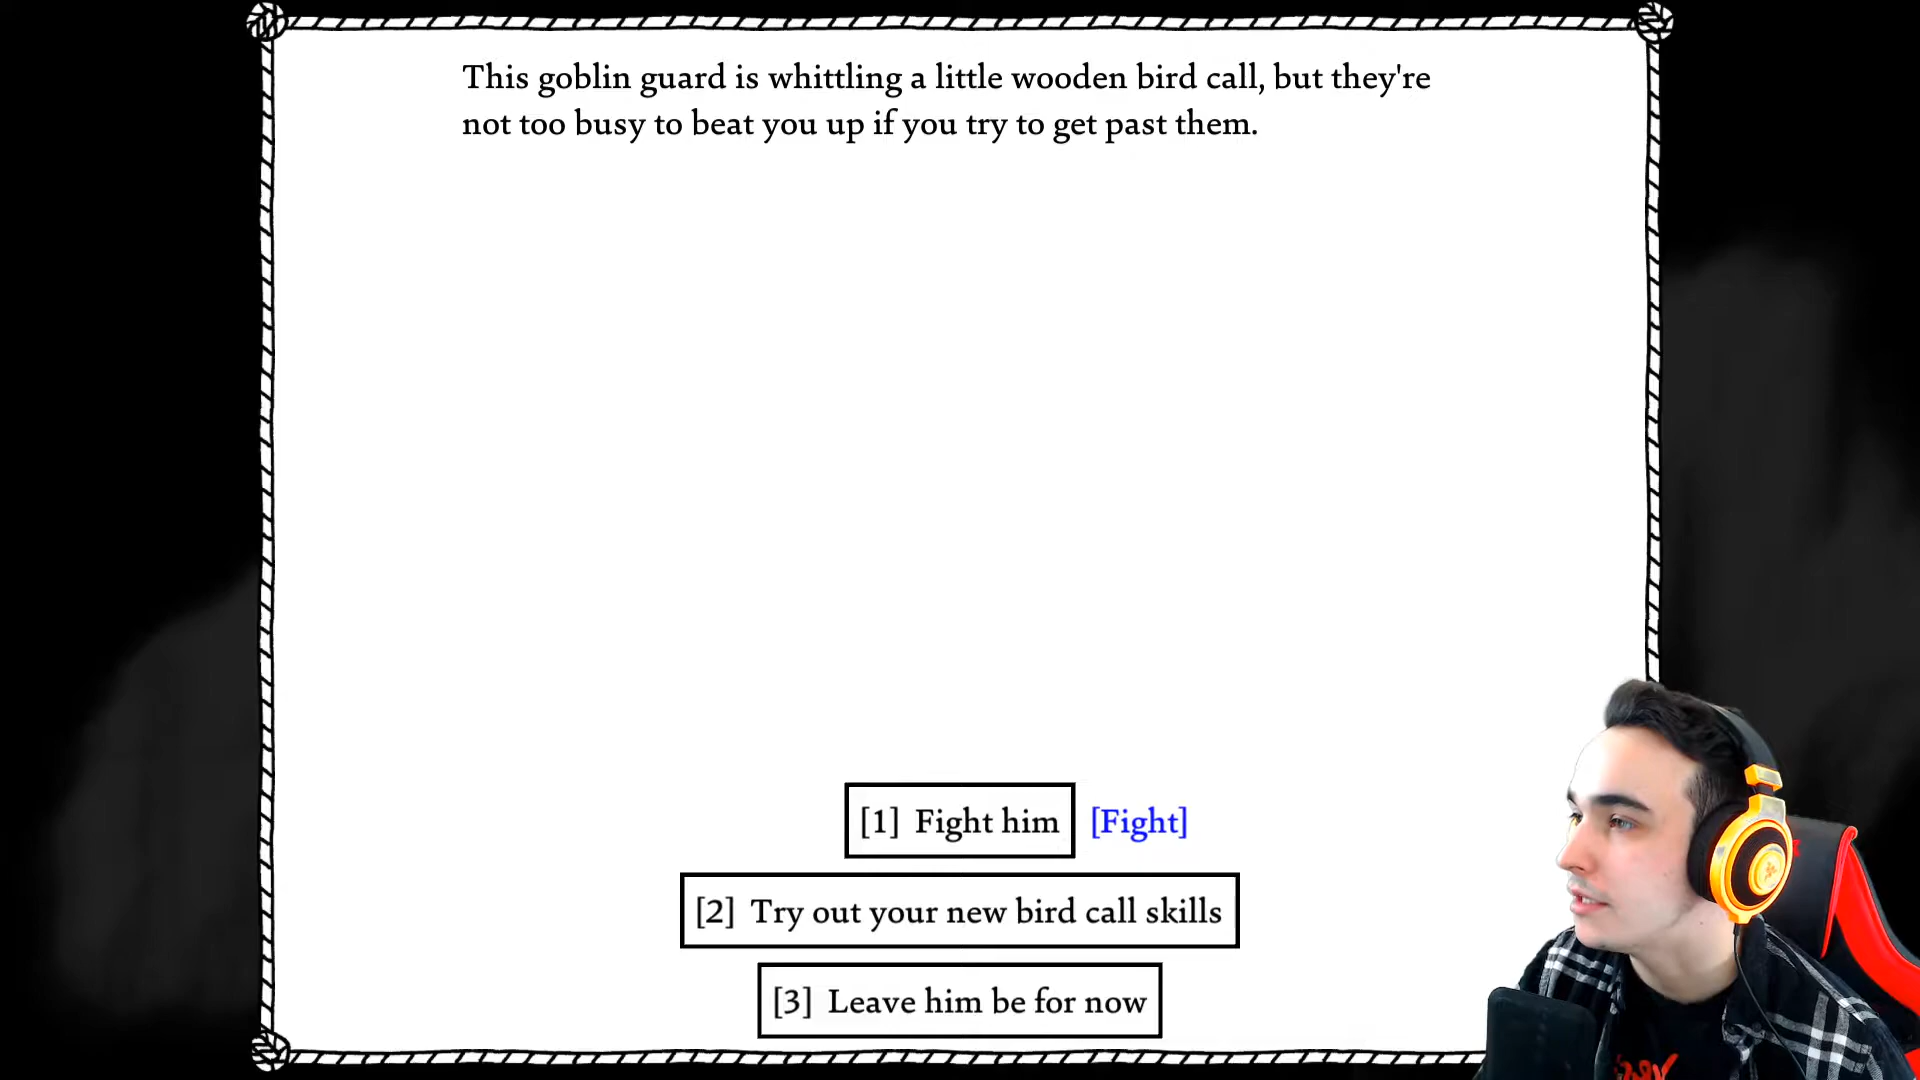 This goblin guard is whittling a little wooden bird call, but they're
not too busy to beat you up if you try to get past them.
[1] Fight him [Fight]
[2] Try out your new bird call skills
[3] Leave him be for now